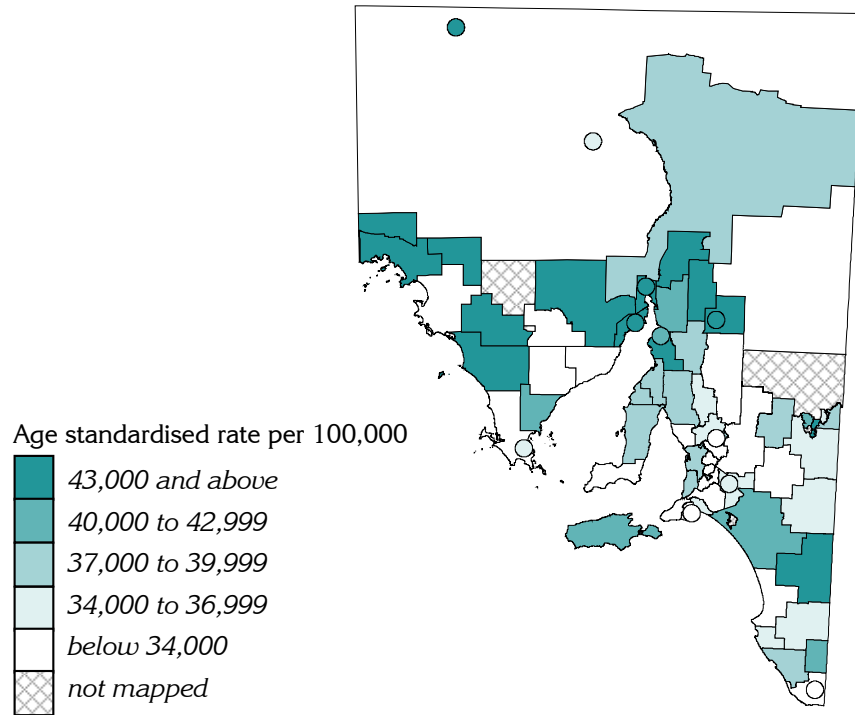 Age standardised rate per 100,000
43,000 and above
40,000 to 42,999
37,000 to 39,999
34,000 to 36,999
below 34,000
not mapped